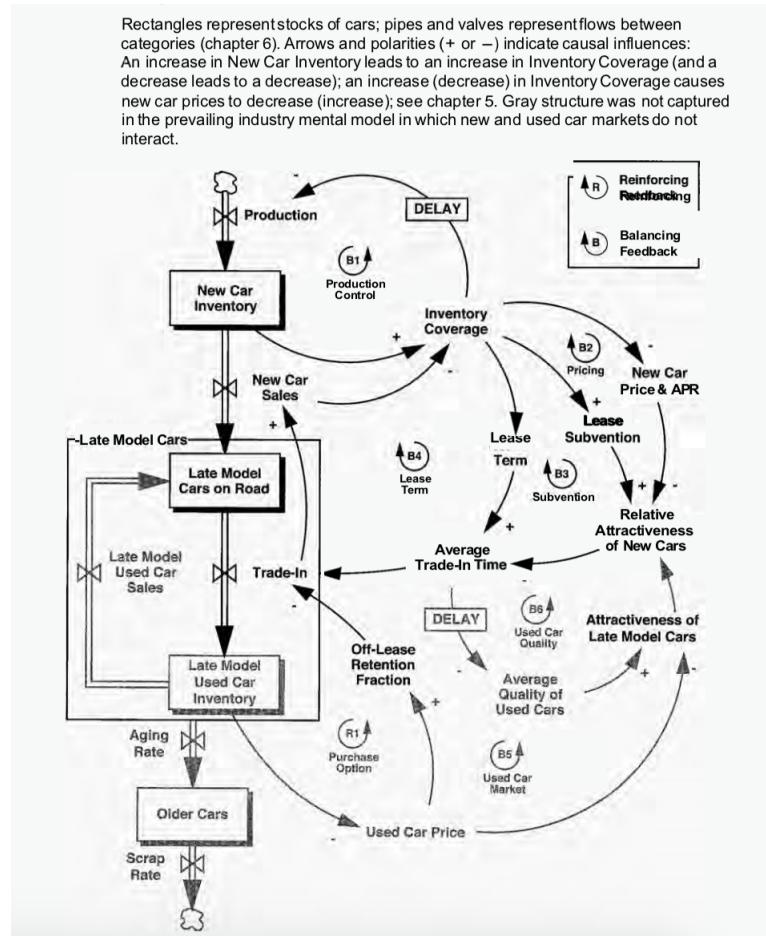 Rectangles represent stocks of cars; pipes and valves represent flows between
categories (chapter 6). Arrows and polarities (+ or −) indicate causal influences:
An increase in New Car Inventory leads to an increase in Inventory Coverage (and a
decrease leads to a decrease); an increase (decrease) in Inventory Coverage causes
new car prices to decrease (increase); see chapter 5. Gray structure was not captured
in the prevailing industry mental model in which new and used car markets do not
interact.
-
Production
DELAY
R
Reinforcing
Feedback
Reinforcing
B
Balancing
Feedback
B1
Production
Control
New Car
Inventory
Inventory
Coverage
+
-
B2
Pricing
-
New Car
Price & APR
New Car
Sales
+
+
Lease
Subvention
-Late Model Cars
B4
Lease
Term
Lease
Term
B3
Subvention
Late Model
Cars on Road
+
-
+
Relative
Attractiveness
of New Cars
Late Model
Used Car
Sales
Trade-In
Average
Trade-In Time
-
-
DELAY
B6
Used Car
Quality
Attractiveness of
Late Model Cars
Off-Lease
Retention
Fraction
-
Average
Quality of
Used Cars
+
-
Late Model
Used Car
Inventory
+
Aging
Rate
R1
Purchase
Option
B5
Used Car
Market
Older Cars
-
Used Car Price
Scrap
Rate